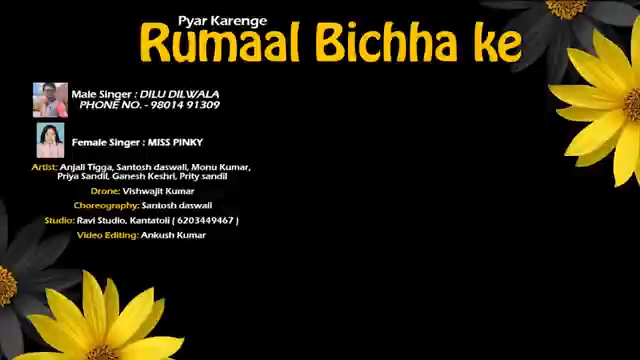 Pyar Karenge
Rumaal Bichha ke
Male Singer : DILU DILWALA
PHONE NO. - 98014 91309
Female Singer : MISS PINKY
Artist: Anjali Tigga, Santosh daswali, Monu Kumar,
Priya Sandil, Ganesh Keshri, Prity sandil
Drone: Vishwajit Kumar
Choreography: Santosh daswali
Studio: Ravi Studio, Kantatoli ( 6203449467 )
Video Editing: Ankush Kumar